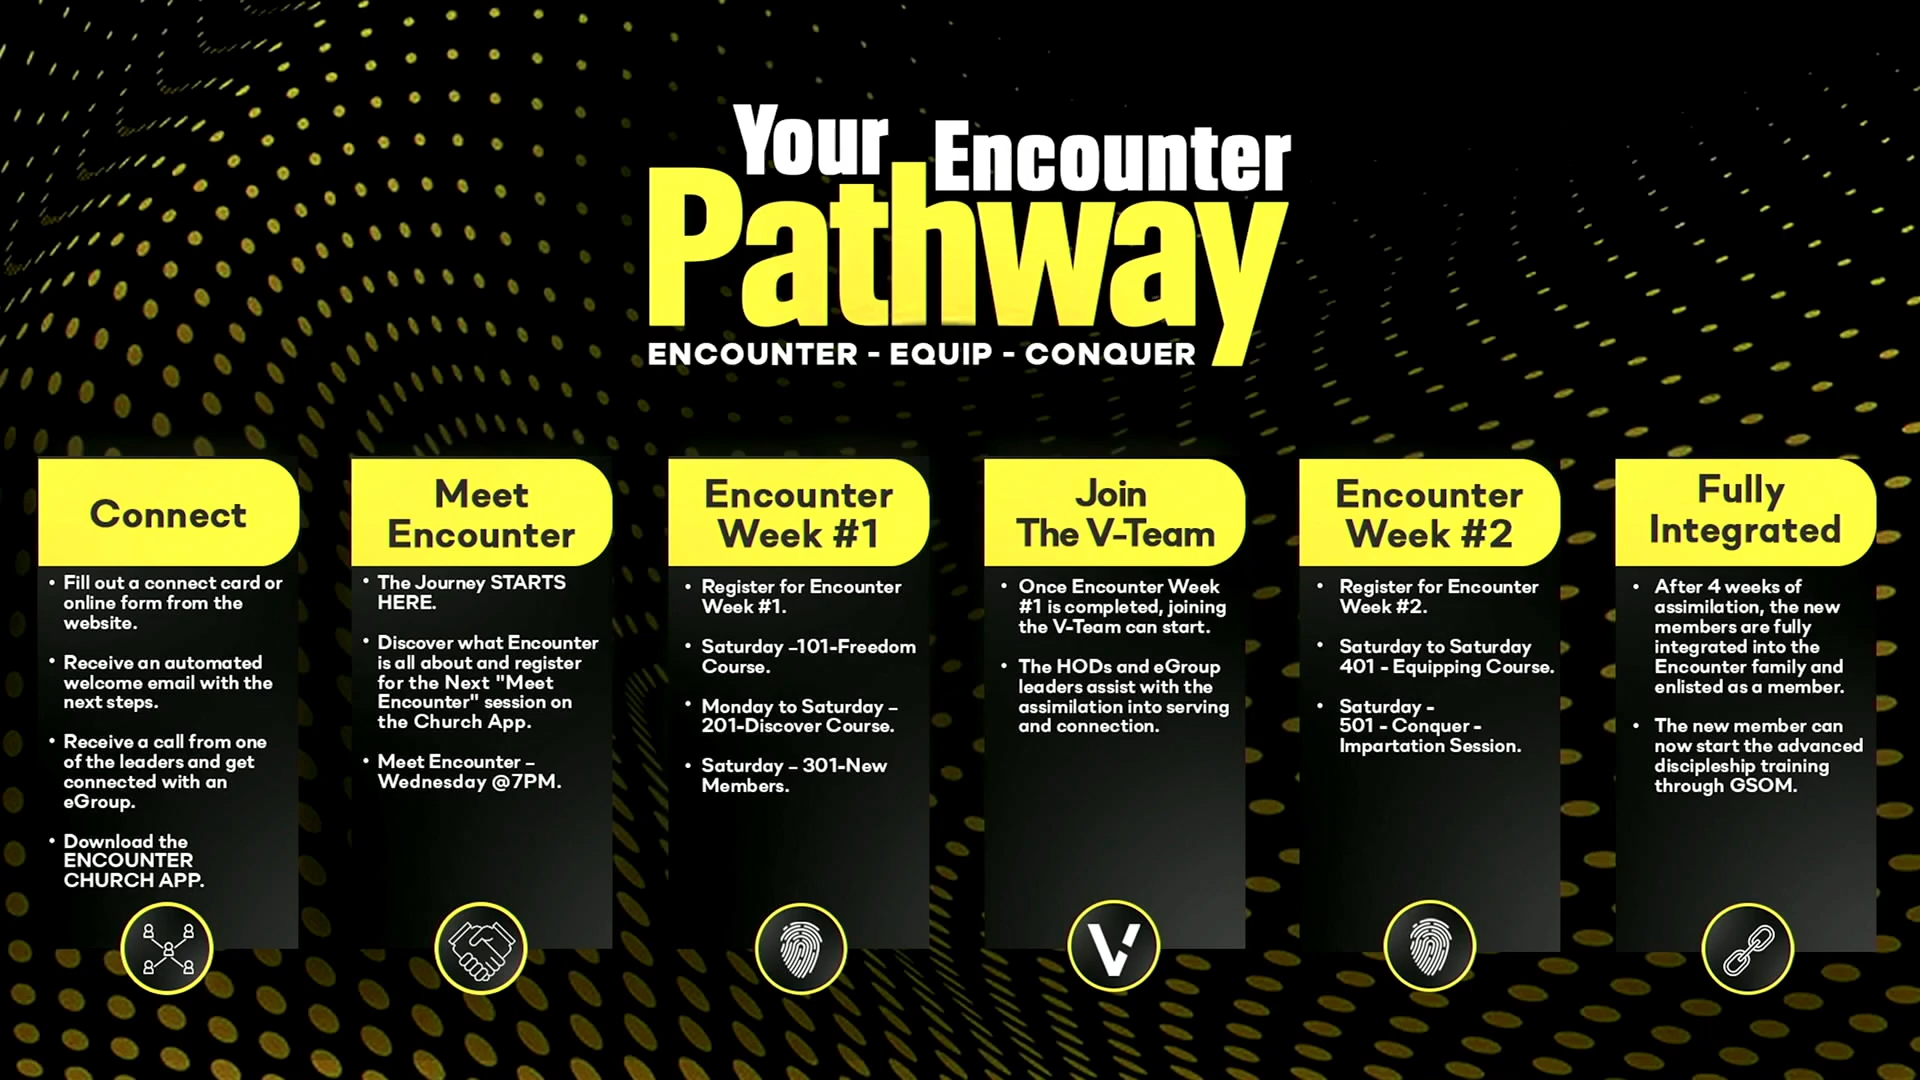 Your Encounter
Pathway
ENCOUNTER - EQUIP - CONQUER
Connect
• Fill out a connect card or
online form from the
website.
• Receive an automated
welcome email with the
next steps.
• Receive a call from one
of the leaders and get
connected with an
eGroup.
• Download the
ENCOUNTER
CHURCH APP.
Meet
Encounter
• The Journey STARTS
HERE.
• Discover what Encounter
is all about and register
for the Next "Meet
Encounter" session on
the Church App.
• Meet Encounter –
Wednesday @7PM.
Encounter
Week #1
• Register for Encounter
Week #1.
• Saturday –101-Freedom
Course.
• Monday to Saturday –
201-Discover Course.
• Saturday – 301-New
Members.
Join
The V-Team
• Once Encounter Week
#1 is completed, joining
the V-Team can start.
• The HODs and eGroup
leaders assist with the
assimilation into serving
and connection.
V
Encounter
Week #2
• Register for Encounter
Week #2.
• Saturday to Saturday
401 - Equipping Course.
• Saturday -
501 - Conquer -
Impartation Session.
Fully
Integrated
• After 4 weeks of
assimilation, the new
members are fully
integrated into the
Encounter family and
enlisted as a member.
• The new member can
now start the advanced
discipleship training
through GSOM.